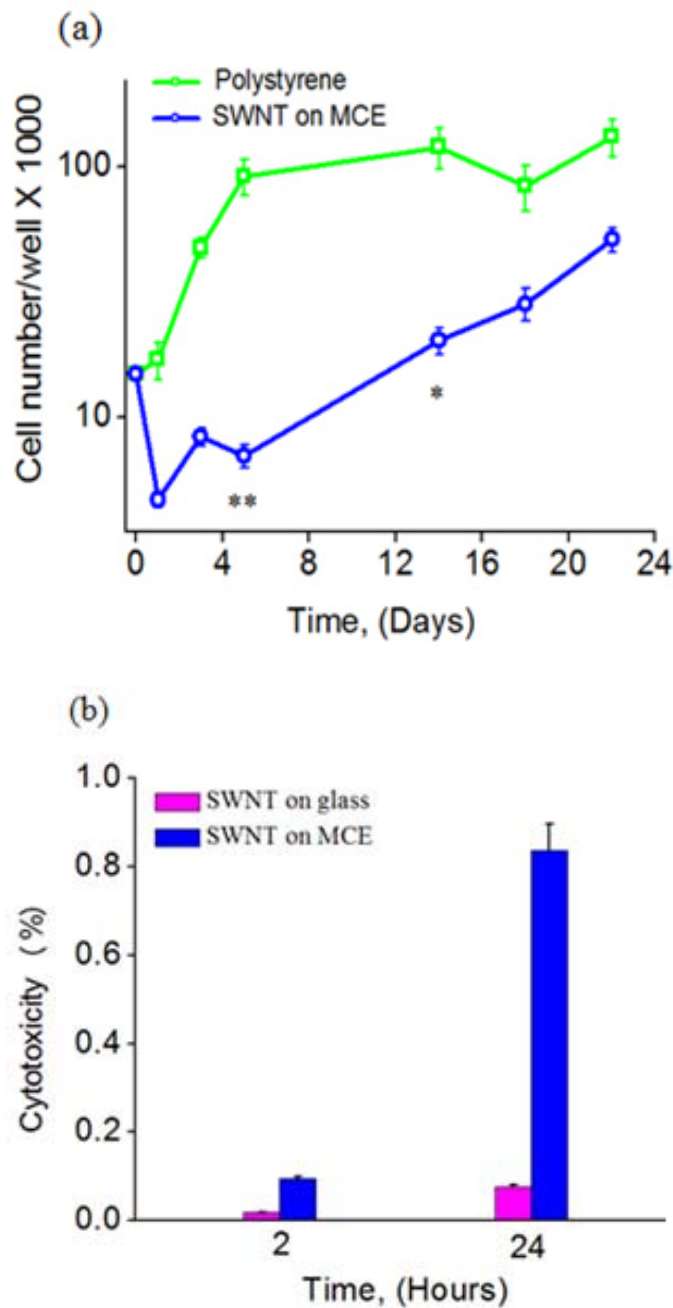 (a)
Polystyrene
SWNT on MCE
Cell number/well X 1000
100
10
**
*
0 4 8 12 16 20 24
Time, (Days)
(b)
SWNT on glass
SWNT on MCE
Cytotoxicity (%)
1.0
0.8
0.6
0.4
0.2
0.0
2 24
Time, (Hours)